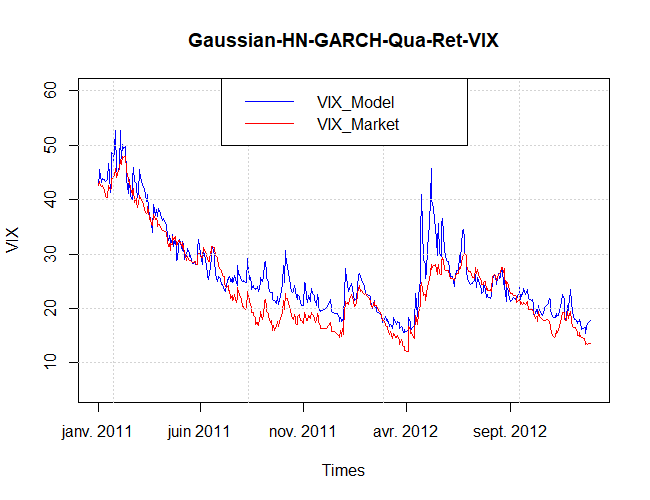 Gaussian-HN-GARCH-Qua-Ret-VIX
VIX_Model
VIX_Market
60
50
40
30
20
10
VIX
janv. 2011
juin 2011
nov. 2011
avr. 2012
sept. 2012
Times